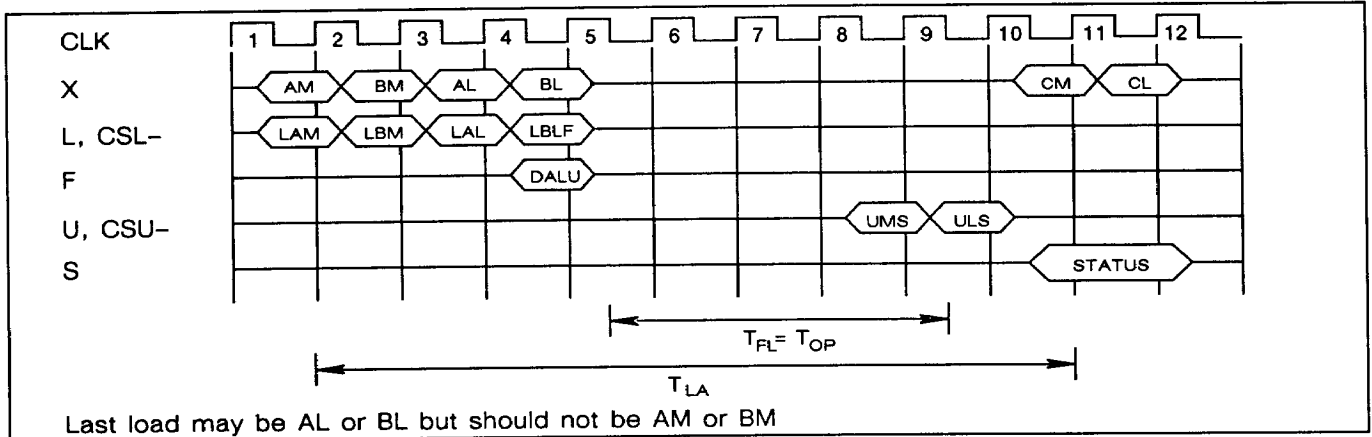 CLK 1 2 3 4 5 6 7 8 9 10 11 12
X AM BM AL BL CM CL
L, CSL- LAM LBM LAL LBLF
F DALU
U, CSU- UMS ULS
S STATUS
TFL= TOP
TLA
Last load may be AL or BL but should not be AM or BM